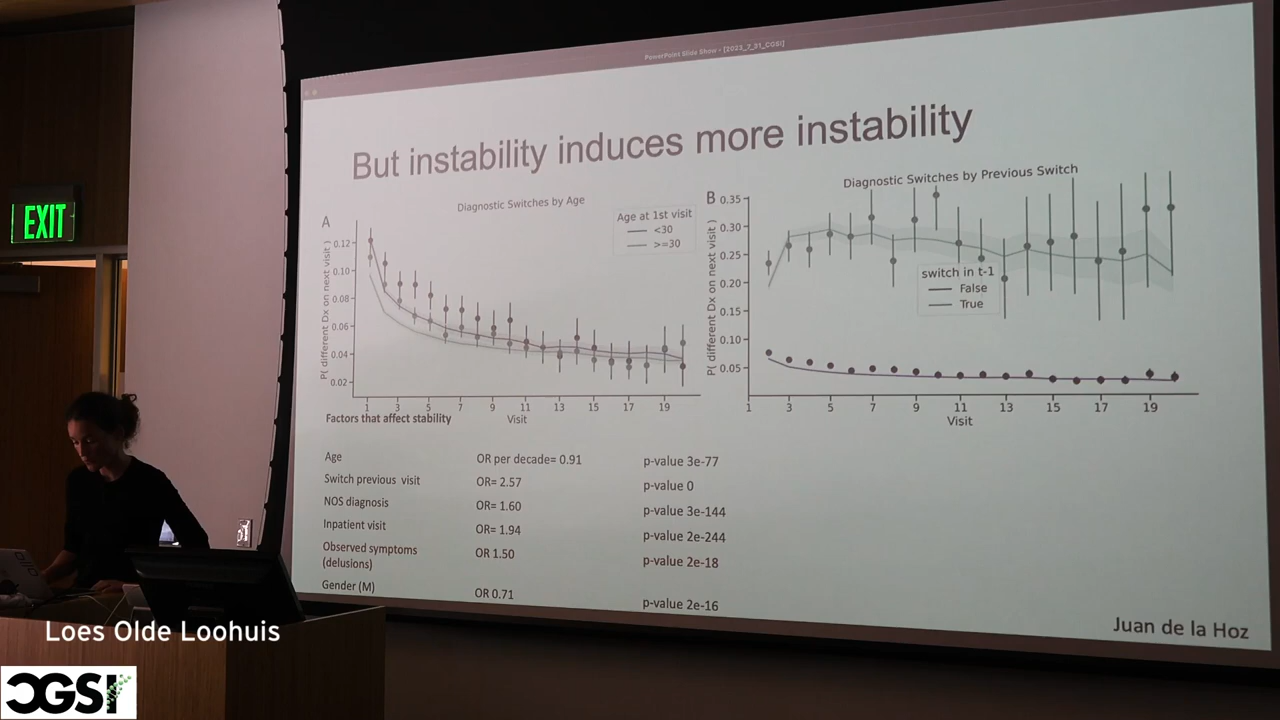 PowerPoint Slide Show - [2023_7_31_CGSI]
But instability induces more instability
EXIT
A
Diagnostic Switches by Age
P( different Dx on next visit )
0.12
0.10
0.08
0.06
0.04
0.02
Age at 1st visit
<30
>=30
1 3 5 7 9 11 13 15 17 19
Visit
B
Diagnostic Switches by Previous Switch
P( different Dx on next visit )
0.35
0.30
0.25
0.20
0.15
0.10
0.05
switch in t-1
False
True
1 3 5 7 9 11 13 15 17 19
Visit
Factors that affect stability
Age OR per decade= 0.91 p-value 3e-77
Switch previous visit OR= 2.57 p-value 0
NOS diagnosis OR= 1.60 p-value 3e-144
Inpatient visit OR= 1.94 p-value 2e-244
Observed symptoms OR 1.50 p-value 2e-18
(delusions)
Gender (M) OR 0.71 p-value 2e-16
Juan de la Hoz
Loes Olde Loohuis
CGSI